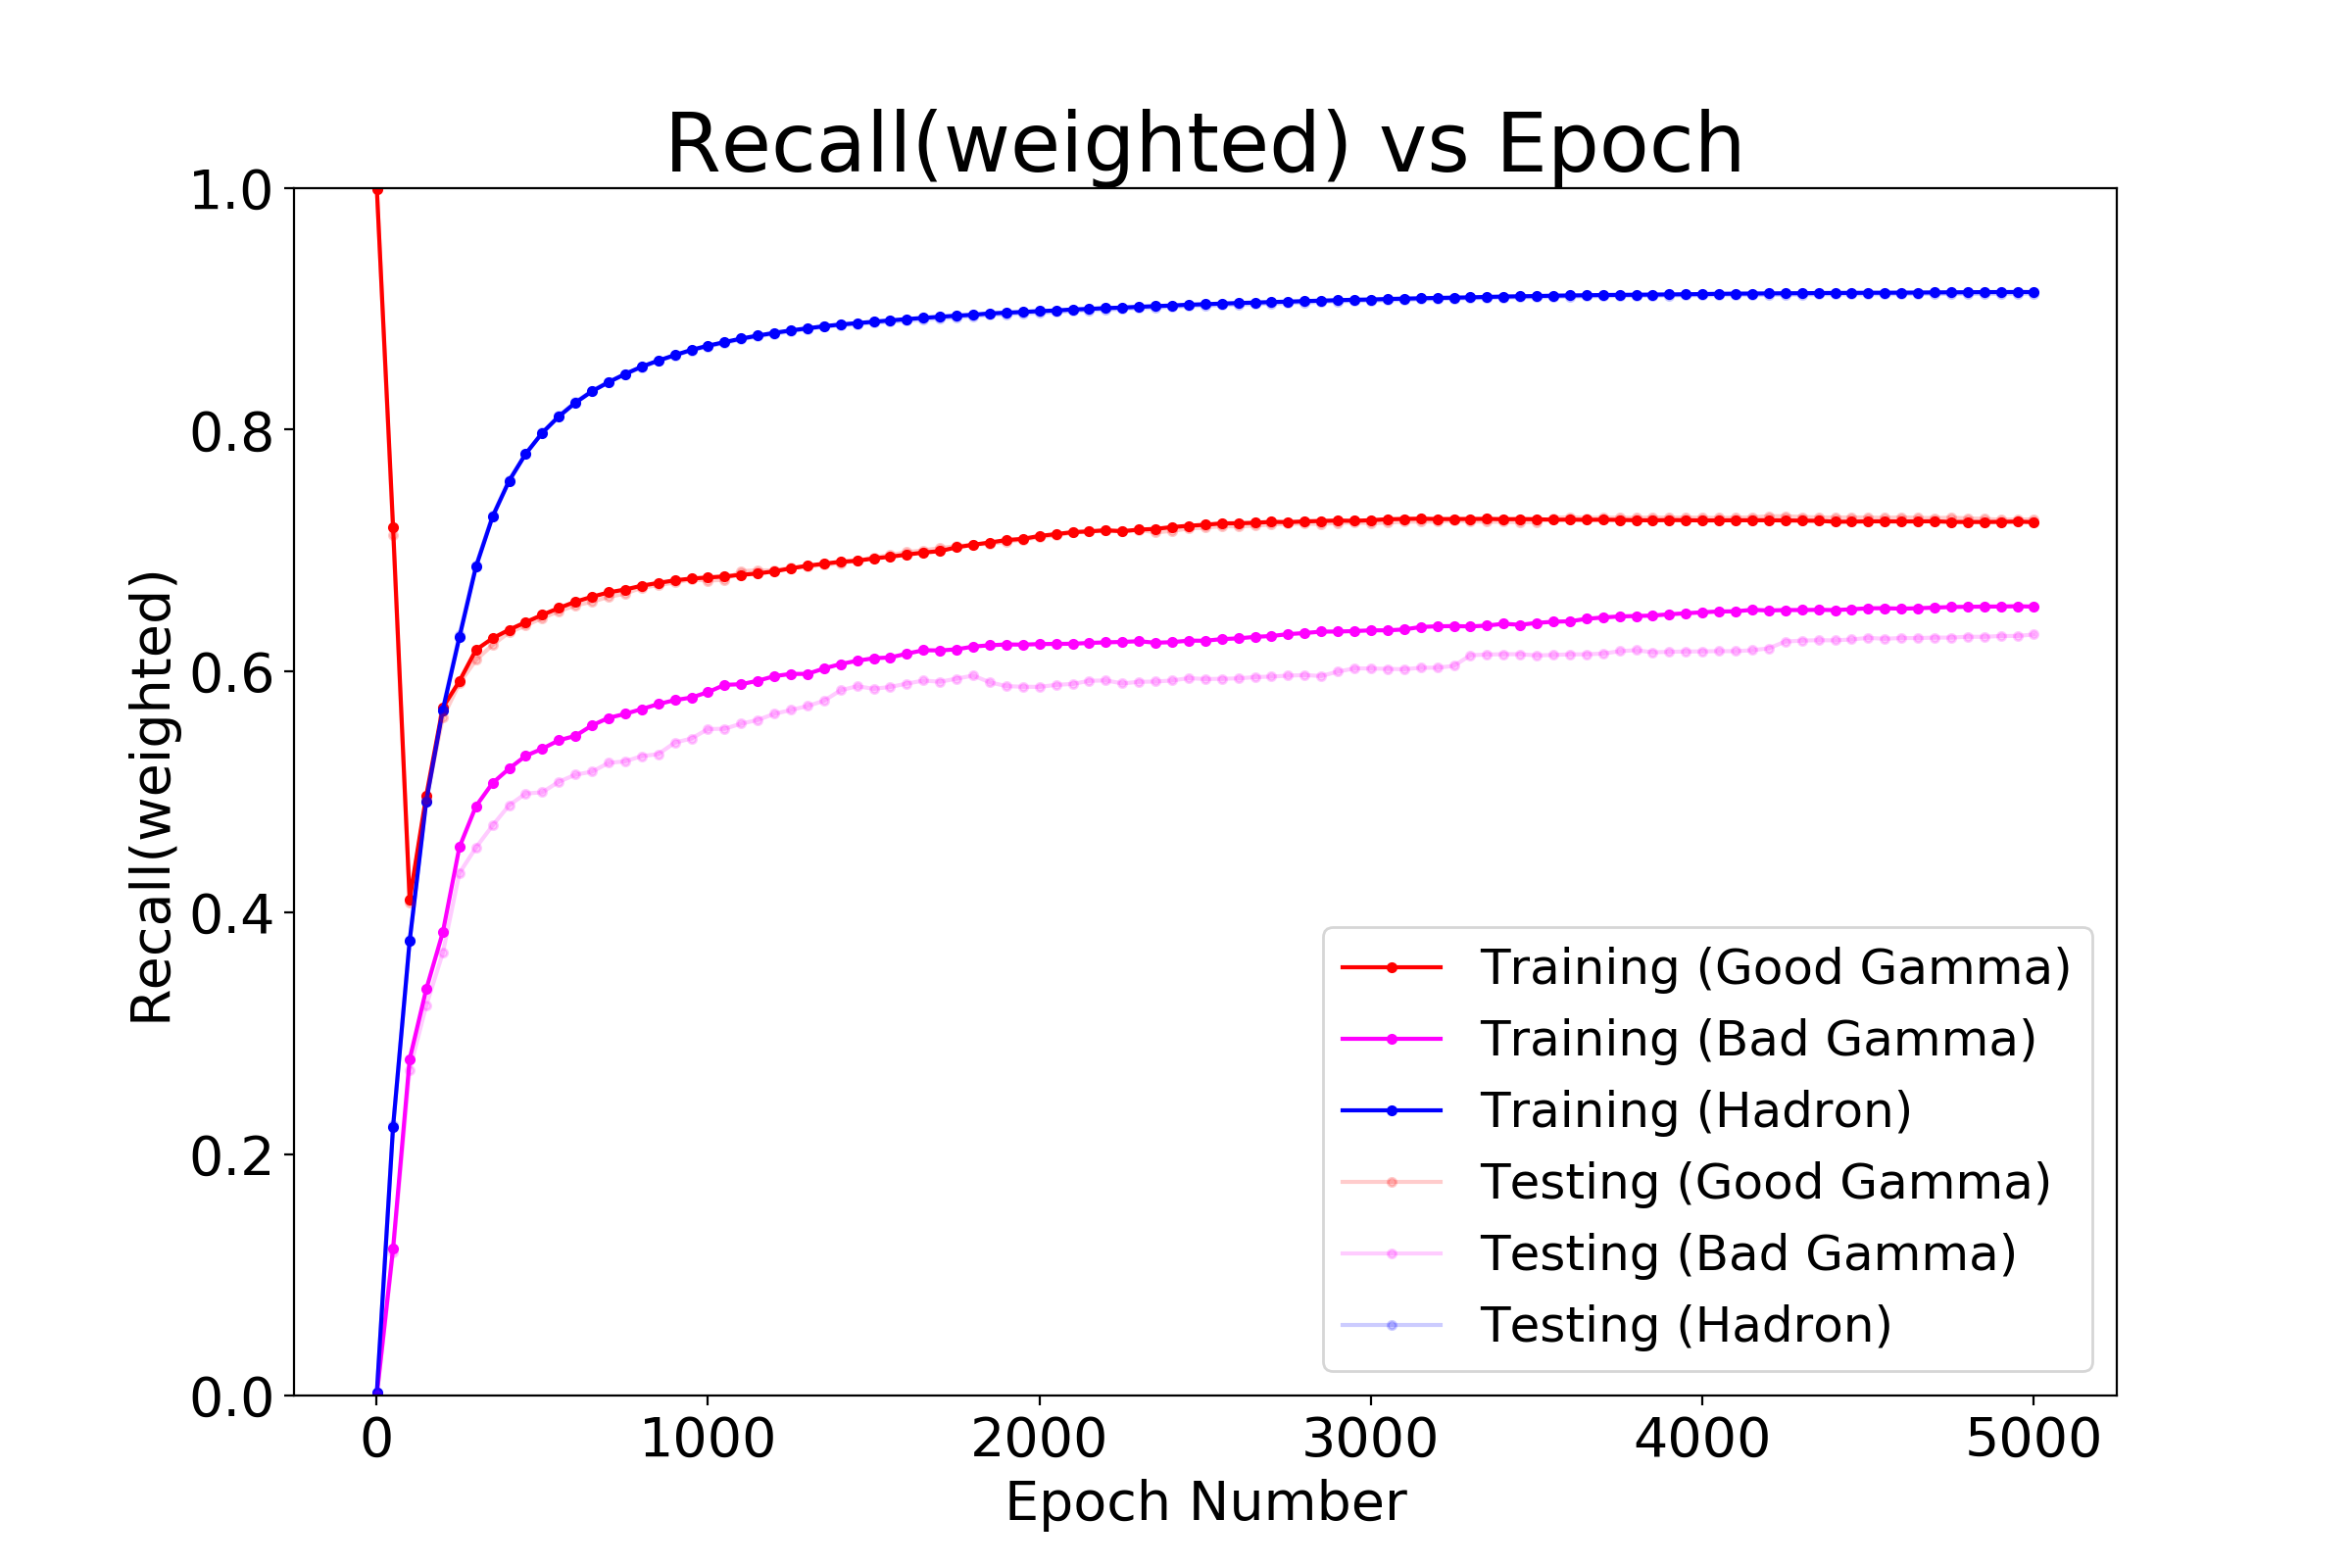 Recall(weighted) vs Epoch
1.0
0.8
0.6
0.4
0.2
0.0
Recall(weighted)
0 1000 2000 3000 4000 5000
Epoch Number
Training (Good Gamma)
Training (Bad Gamma)
Training (Hadron)
Testing (Good Gamma)
Testing (Bad Gamma)
Testing (Hadron)